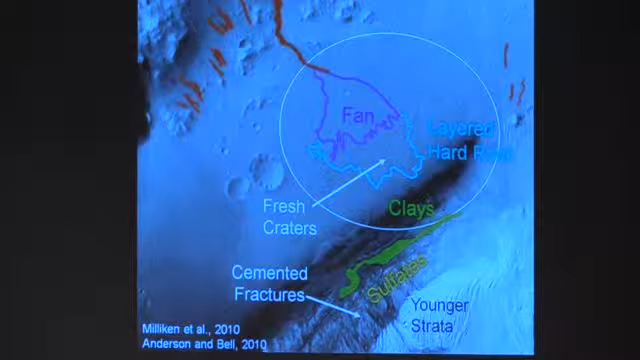 Fan
Layered
Hard
Fresh
Craters
Clays
Cemented
Fractures
Sulfates
Younger
Strata
Milliken et al., 2010
Anderson and Bell, 2010